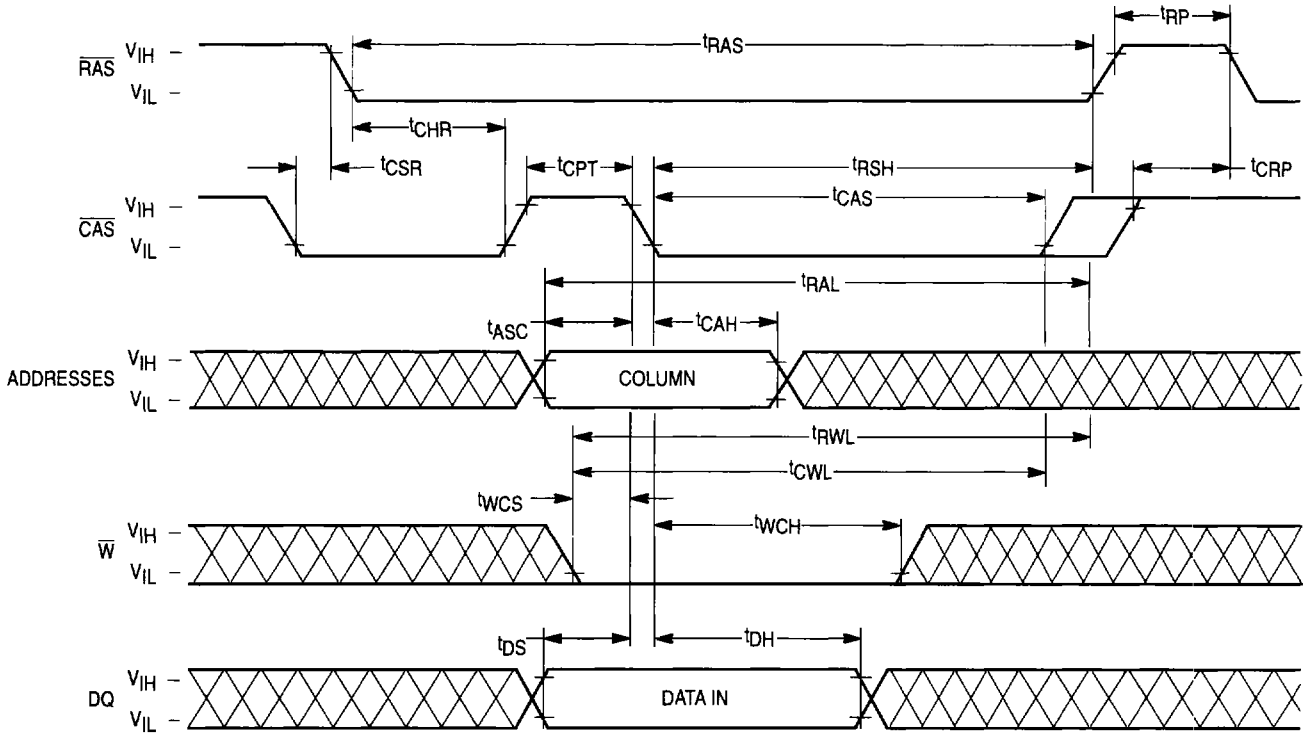 tRP
VIH
tRAS
RAS
VIL
tCHR
tCSR
tCPT
tRSH
tCRP
tCAS
VIH
CAS
VIL
tRAL
tASC
tCAH
VIH
ADDRESSES
COLUMN
VIL
tRWL
tCWL
tWCS
tWCH
VIH
W
VIL
tDS
tDH
VIH
DQ
DATA IN
VIL